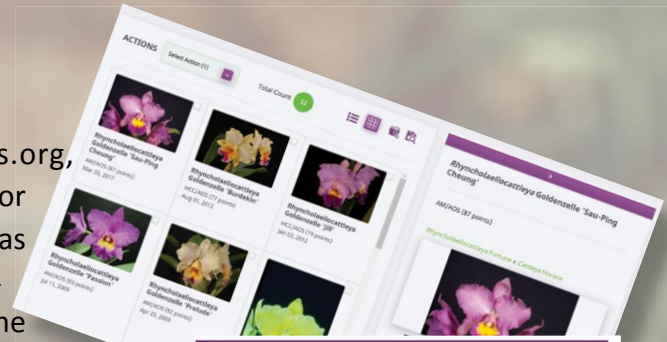 s.org,
or
as
ne
ACTIONS
Select Action (1)
Total Count
32
Rhyncholaeliocattleya
Goldenzelle 'Sau-Ping
Cheung'
AM/AOS (87 points)
Mar 30, 2017
Rhyncholaeliocattleya
Goldenzelle 'Burdekin'
HCC/AOS (77 points)
Aug 01, 2012
Rhyncholaeliocattleya
Goldenzelle 'Jill'
HCC/AOS (79 points)
Jan 03, 2012
Rhyncholaeliocattleya
Goldenzelle 'Passion'
AM/AOS (83 points)
Jul 11, 2009
Rhyncholaeliocattleya
Goldenzelle 'Prelude'
AM/AOS (82 points)
Apr 23, 2009
Rhyncholaeliocattleya Goldenzelle 'Sau-Ping
Cheung'
AM/AOS (87 points)
Rhyncholaeliocattleya Fortune x Cattleya Horace